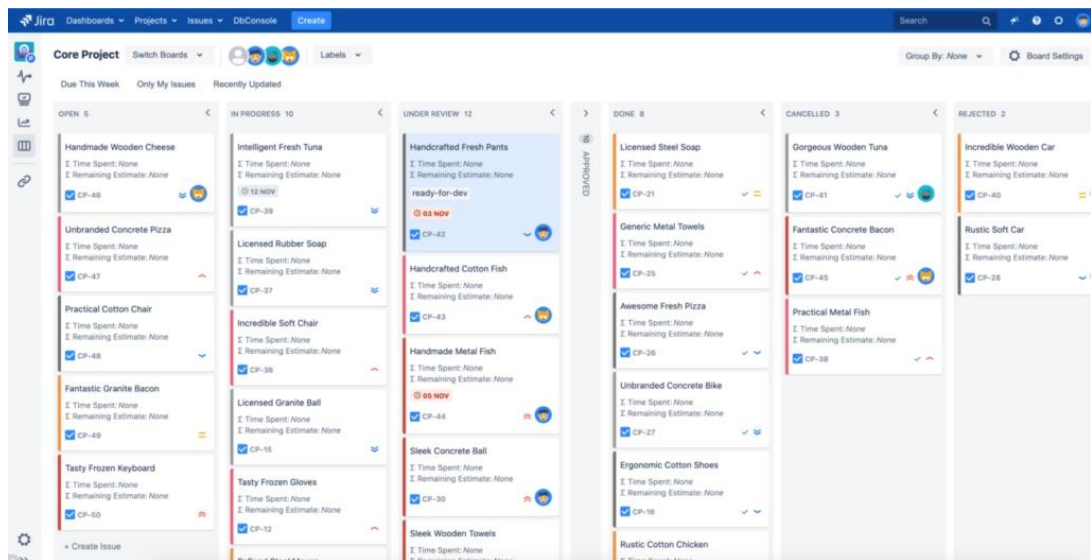 Jira Dashboards Projects Issues DbConsole Create Search
Core Project Switch Boards Labels Group By: None Board Settings
Due This Week Only My Issues Recently Updated
OPEN 5
Handmade Wooden Cheese
Σ Time Spent: None
Σ Remaining Estimate: None
CP-46
Unbranded Concrete Pizza
Σ Time Spent: None
Σ Remaining Estimate: None
CP-47
Practical Cotton Chair
Σ Time Spent: None
Σ Remaining Estimate: None
CP-48
Fantastic Granite Bacon
Σ Time Spent: None
Σ Remaining Estimate: None
CP-49
Tasty Frozen Keyboard
Σ Time Spent: None
Σ Remaining Estimate: None
CP-50
+ Create Issue
IN PROGRESS 10
Intelligent Fresh Tuna
Σ Time Spent: None
Σ Remaining Estimate: None
12 NOV
CP-39
Licensed Rubber Soap
Σ Time Spent: None
Σ Remaining Estimate: None
CP-37
Incredible Soft Chair
Σ Time Spent: None
Σ Remaining Estimate: None
CP-36
Licensed Granite Ball
Σ Time Spent: None
Σ Remaining Estimate: None
CP-15
Tasty Frozen Gloves
Σ Time Spent: None
Σ Remaining Estimate: None
CP-12
UNDER REVIEW 12
Handcrafted Fresh Pants
Σ Time Spent: None
Σ Remaining Estimate: None
ready-for-dev
03 NOV
CP-42
Handcrafted Cotton Fish
Σ Time Spent: None
Σ Remaining Estimate: None
CP-43
Handmade Metal Fish
Σ Time Spent: None
Σ Remaining Estimate: None
05 NOV
CP-44
Sleek Concrete Ball
Σ Time Spent: None
Σ Remaining Estimate: None
CP-30
Sleek Wooden Towels
Σ Time Spent: None
10 APPROVED
DONE 8
Licensed Steel Soap
Σ Time Spent: None
Σ Remaining Estimate: None
CP-21
Generic Metal Towels
Σ Time Spent: None
Σ Remaining Estimate: None
CP-25
Awesome Fresh Pizza
Σ Time Spent: None
Σ Remaining Estimate: None
CP-26
Unbranded Concrete Bike
Σ Time Spent: None
Σ Remaining Estimate: None
CP-27
Ergonomic Cotton Shoes
Σ Time Spent: None
Σ Remaining Estimate: None
CP-16
Rustic Cotton Chicken
CANCELLED 3
Gorgeous Wooden Tuna
Σ Time Spent: None
Σ Remaining Estimate: None
CP-41
Fantastic Concrete Bacon
Σ Time Spent: None
Σ Remaining Estimate: None
CP-45
Practical Metal Fish
Σ Time Spent: None
Σ Remaining Estimate: None
CP-38
REJECTED 2
Incredible Wooden Car
Σ Time Spent: None
Σ Remaining Estimate: None
CP-40
Rustic Soft Car
Σ Time Spent: None
Σ Remaining Estimate: None
CP-28